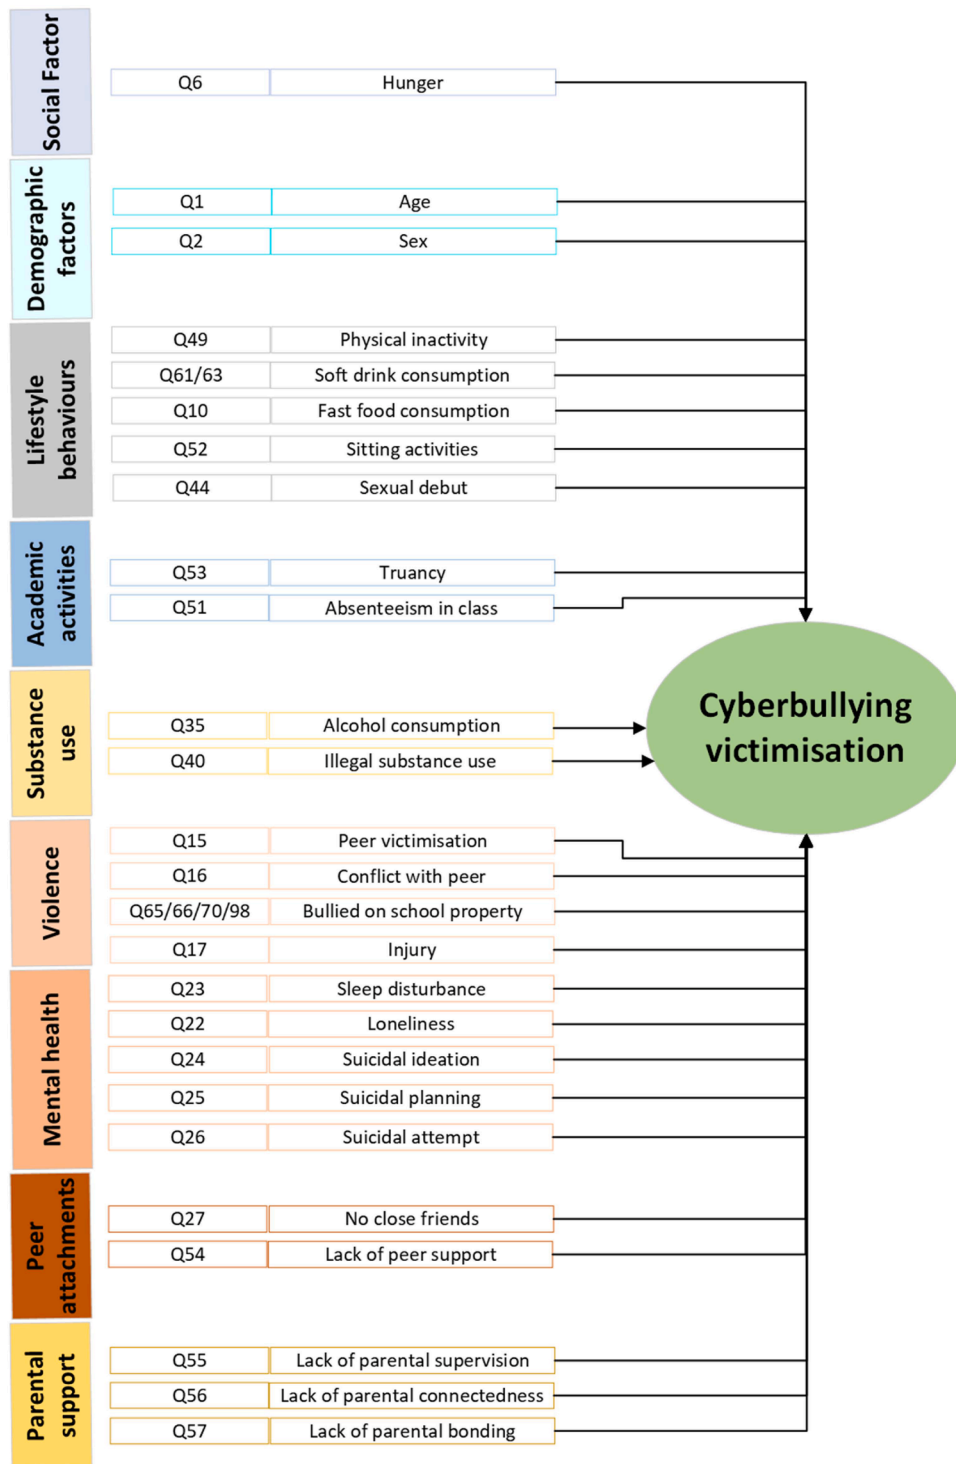 Social Factor
Q6 Hunger
Demographic
factors
Q1 Age
Q2 Sex
Lifestyle
behaviours
Q49 Physical inactivity
Q61/63 Soft drink consumption
Q10 Fast food consumption
Q52 Sitting activities
Q44 Sexual debut
Academic
activities
Q53 Truancy
Q51 Absenteeism in class
Substance
use
Q35 Alcohol consumption
Q40 Illegal substance use
Cyberbullying
victimisation
Violence
Q15 Peer victimisation
Q16 Conflict with peer
Q65/66/70/98 Bullied on school property
Q17 Injury
Mental health
Q23 Sleep disturbance
Q22 Loneliness
Q24 Suicidal ideation
Q25 Suicidal planning
Q26 Suicidal attempt
Peer
attachments
Q27 No close friends
Q54 Lack of peer support
Parental
support
Q55 Lack of parental supervision
Q56 Lack of parental connectedness
Q57 Lack of parental bonding